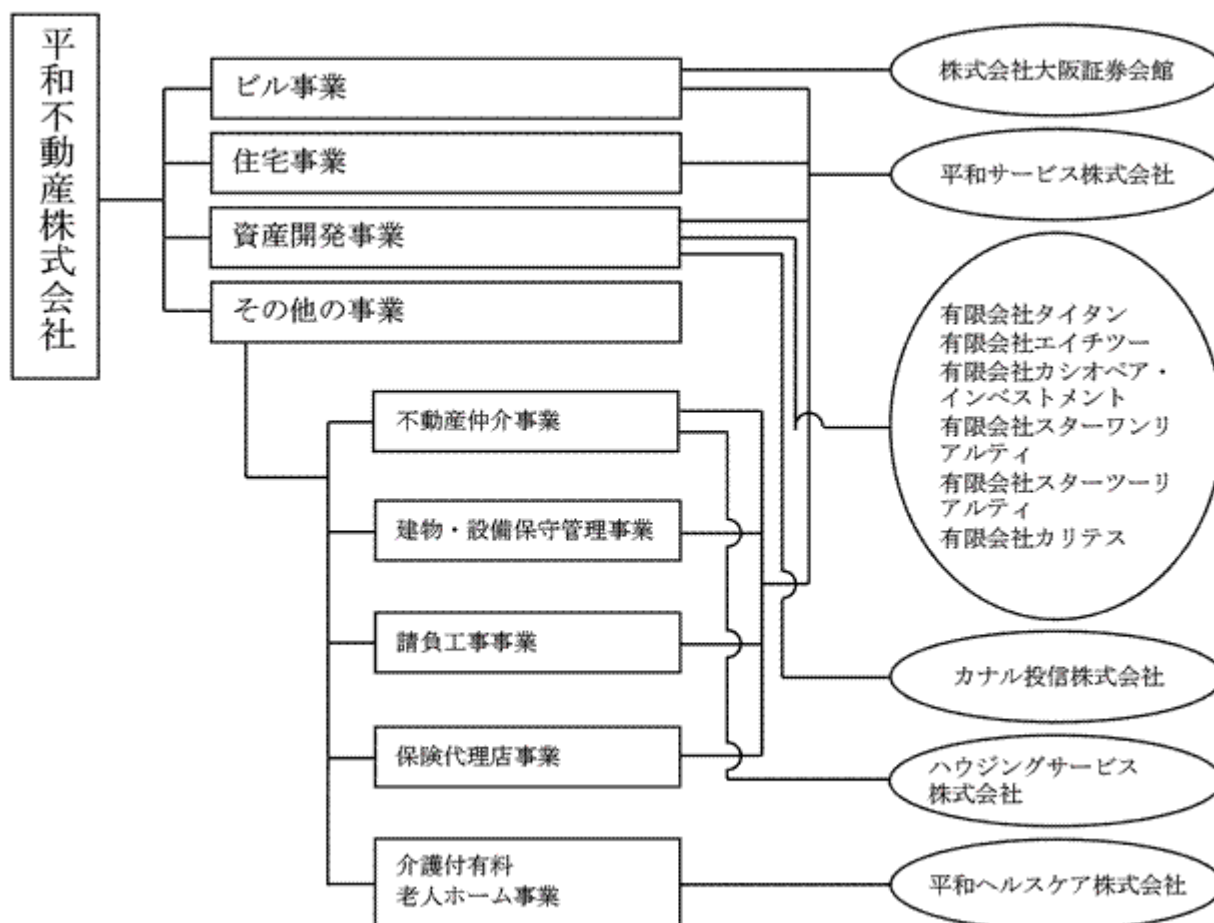 平和不動産株式会社
ビル事業
住宅事業
資産開発事業
その他の事業
不動産仲介事業
建物・設備保守管理事業
請負工事事業
保険代理店事業
介護付有料
老人ホーム事業
株式会社大阪証券会館
平和サービス株式会社
有限会社タイタン
有限会社エイチツー
有限会社カシオペア・
インベストメント
有限会社スターワンリ
アルティ
有限会社スターツーリ
アルティ
有限会社カリテス
カナル投信株式会社
ハウジングサービス
株式会社
平和ヘルスケア株式会社